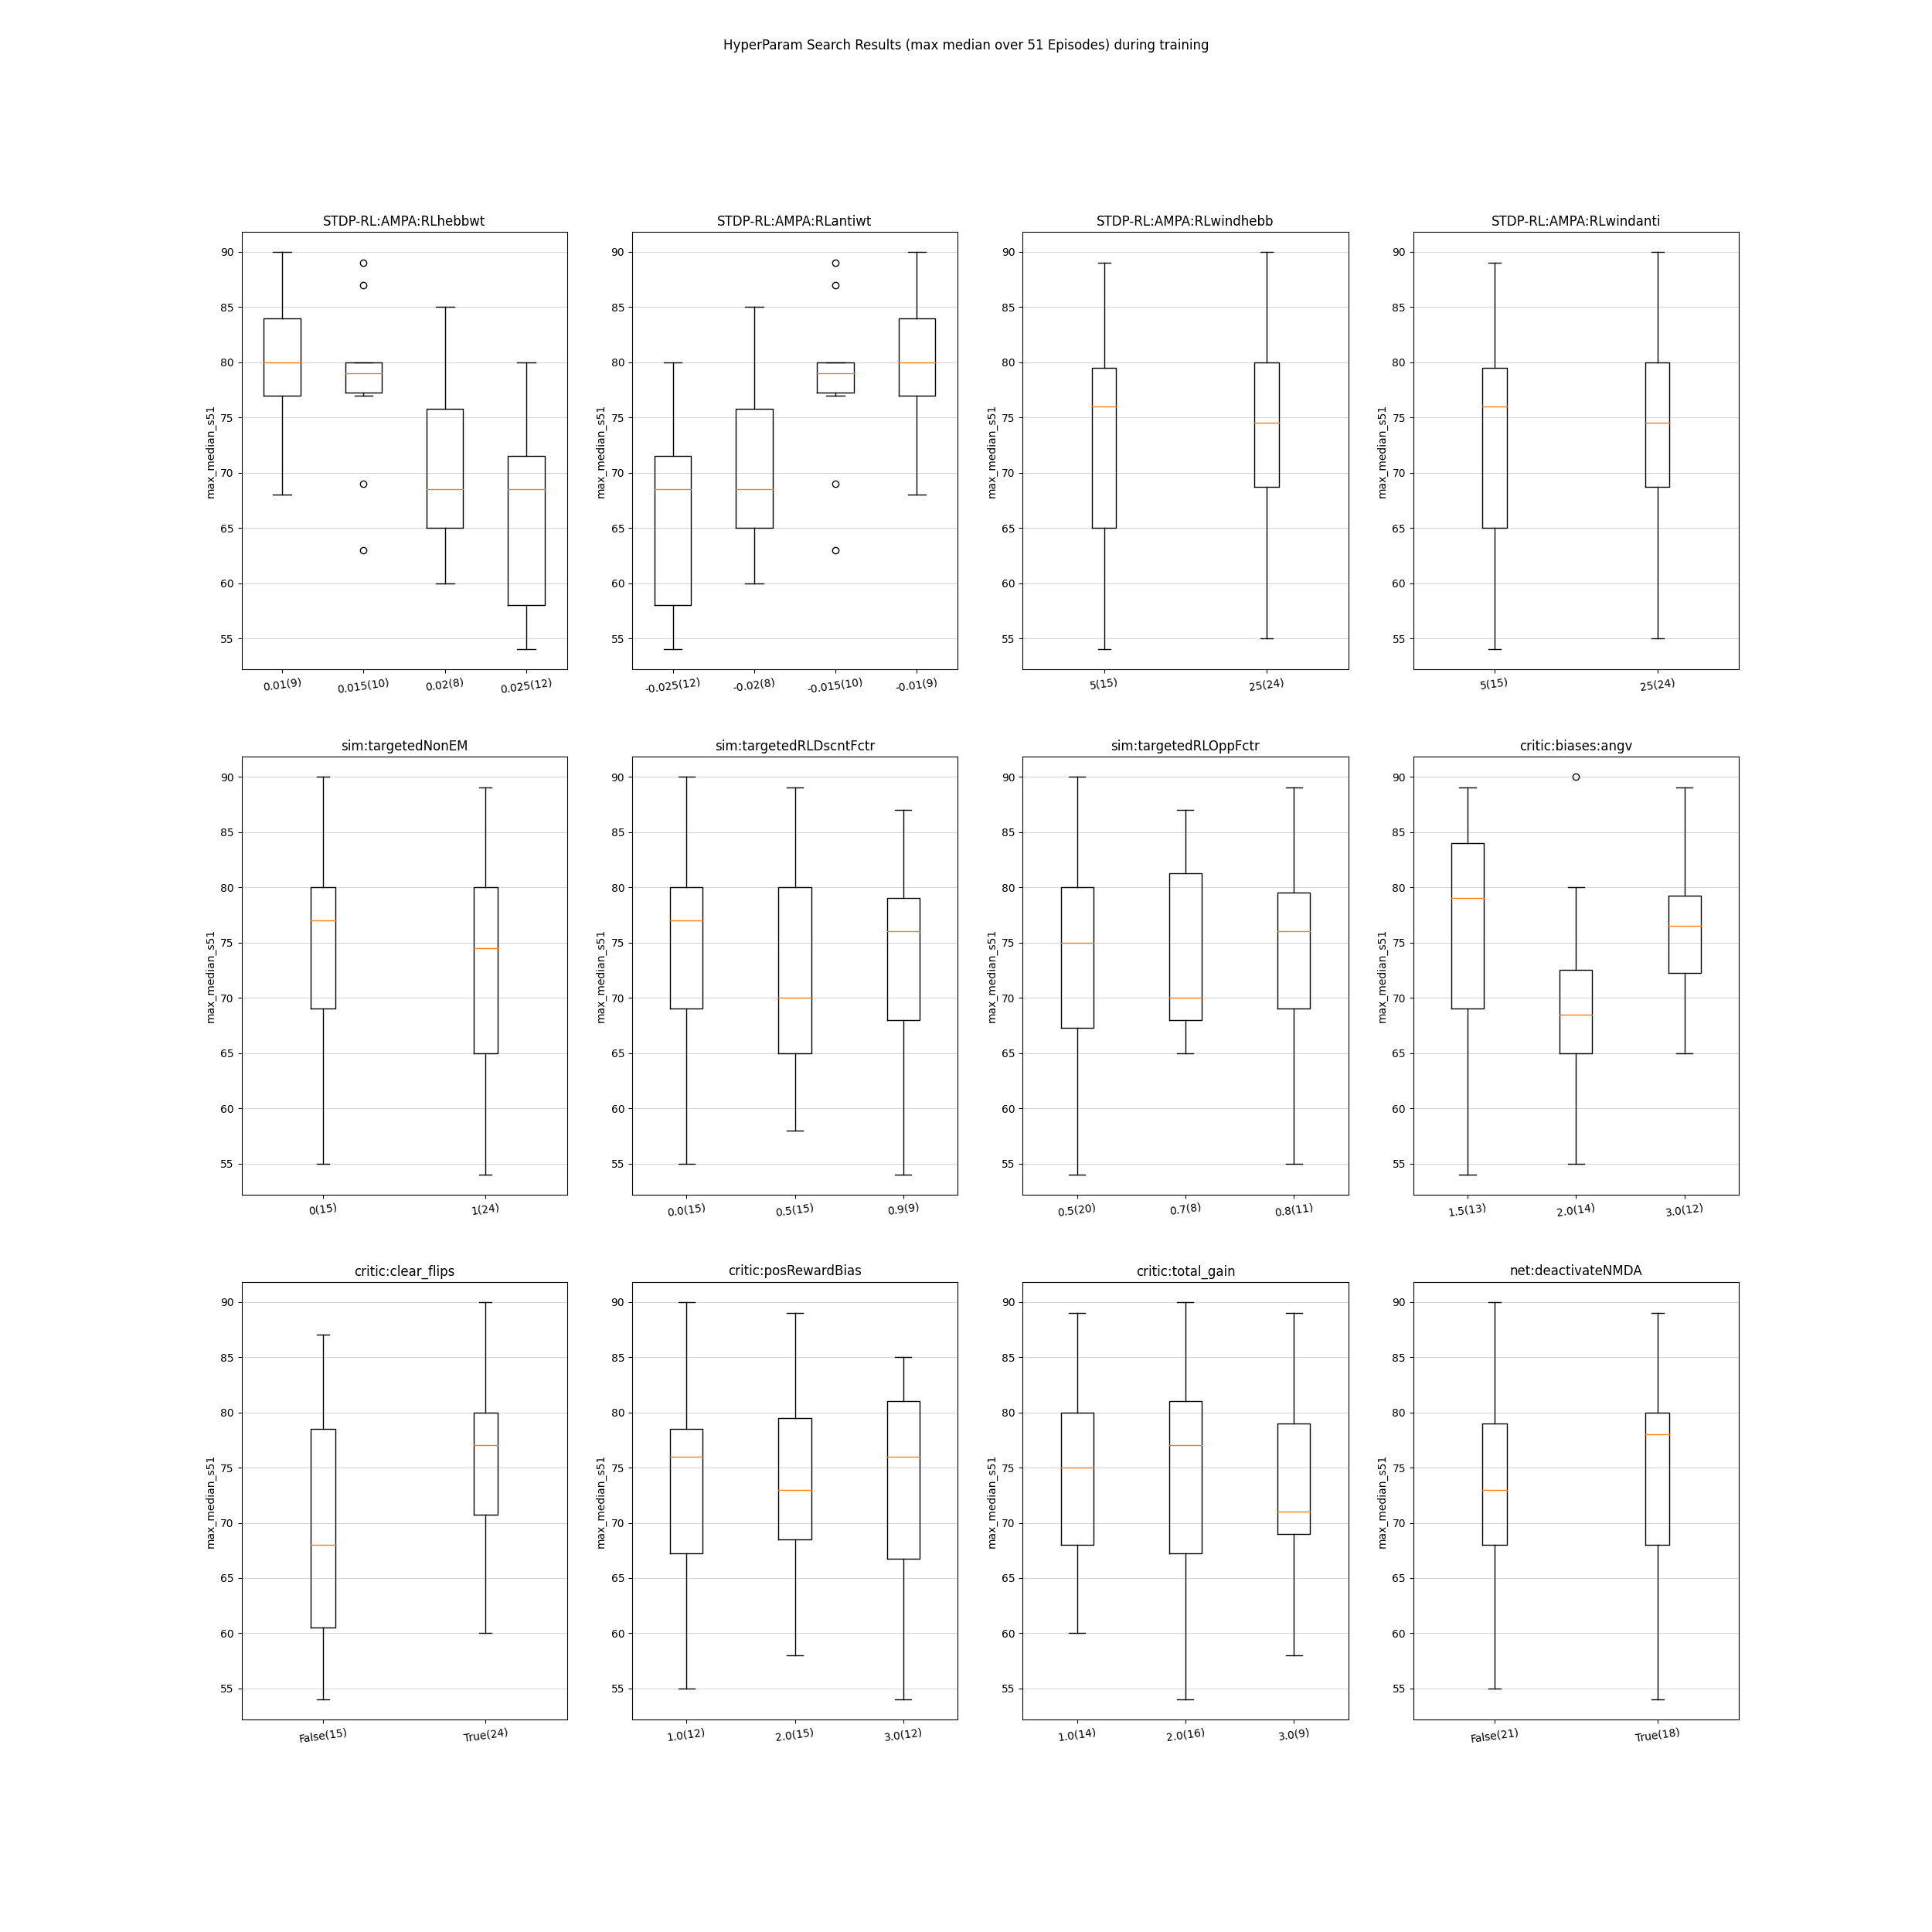 HyperParam Search Results (max median over 51 Episodes) during training
STDP-RL:AMPA:RLhebbwt
max_median_s51
90
85
80
75
70
65
60
55
0.01(9) 0.015(10) 0.02(8) 0.025(12)
STDP-RL:AMPA:RLantiwt
max_median_s51
90
85
80
75
70
65
60
55
-0.025(12) -0.02(8) -0.015(10) -0.01(9)
STDP-RL:AMPA:RLwindhebb
max_median_s51
90
85
80
75
70
65
60
55
5(15) 25(24)
STDP-RL:AMPA:RLwindanti
max_median_s51
90
85
80
75
70
65
60
55
5(15) 25(24)
sim:targetedNonEM
max_median_s51
90
85
80
75
70
65
60
55
0(15) 1(24)
sim:targetedRLDscntFctr
max_median_s51
90
85
80
75
70
65
60
55
0.0(15) 0.5(15) 0.9(9)
sim:targetedRLOppFctr
max_median_s51
90
85
80
75
70
65
60
55
0.5(20) 0.7(8) 0.8(11)
critic:biases:angv
max_median_s51
90
85
80
75
70
65
60
55
1.5(13) 2.0(14) 3.0(12)
critic:clear_flips
max_median_s51
90
85
80
75
70
65
60
55
False(15) True(24)
critic:posRewardBias
max_median_s51
90
85
80
75
70
65
60
55
1.0(12) 2.0(15) 3.0(12)
critic:total_gain
max_median_s51
90
85
80
75
70
65
60
55
1.0(14) 2.0(16) 3.0(9)
net:deactivateNMDA
max_median_s51
90
85
80
75
70
65
60
55
False(21) True(18)